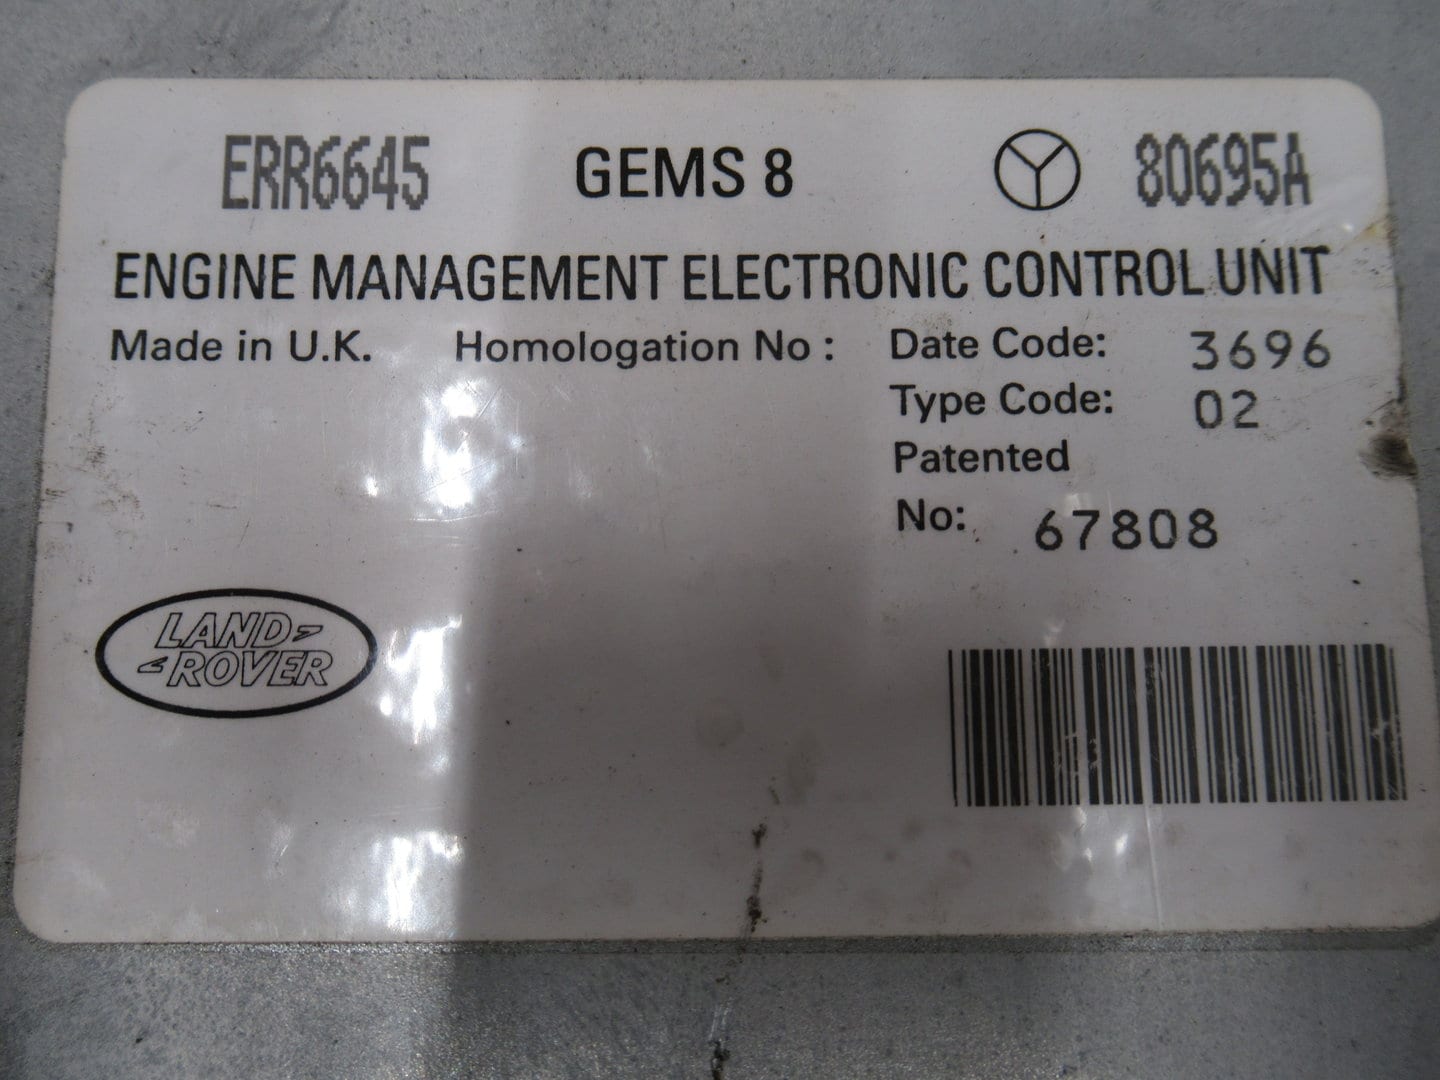 ERR6645 GEMS 8 80695A
ENGINE MANAGEMENT ELECTRONIC CONTROL UNIT
Made in U.K. Homologation No : Date Code: 3696
Type Code: 02
Patented
No: 67808
LAND
ROVER